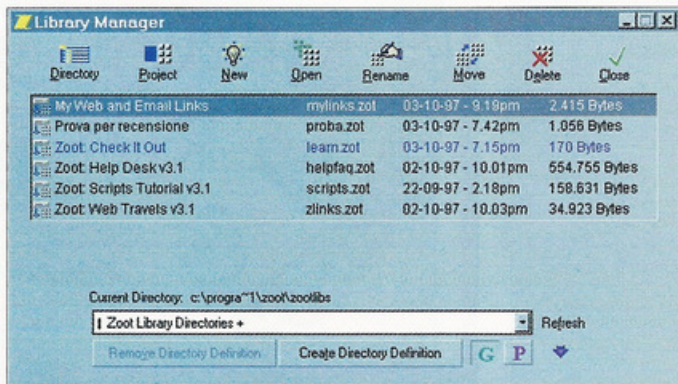 Library Manager
Directory Project New Open Rename Move Delete Close
My Web and Email Links mylinks.zot 03-10-97 - 9.19pm 2.415 Bytes
Prova per recensione proba.zot 03-10-97 - 7.42pm 1.056 Bytes
Zoot: Check It Out learn.zot 03-10-97 - 7.15pm 170 Bytes
Zoot: Help Desk v3.1 helpfaq.zot 02-10-97 - 10.01pm 554.755 Bytes
Zoot: Scripts Tutorial v3.1 scripts.zot 22-09-97 - 2.18pm 158.631 Bytes
Zoot: Web Travels v3.1 zlinks.zot 02-10-97 - 10.03pm 34.923 Bytes
Current Directory: c:\progra~1\zoot\zootlibs
Zoot Library Directories + Refresh
Remove Directory Definition Create Directory Definition G P